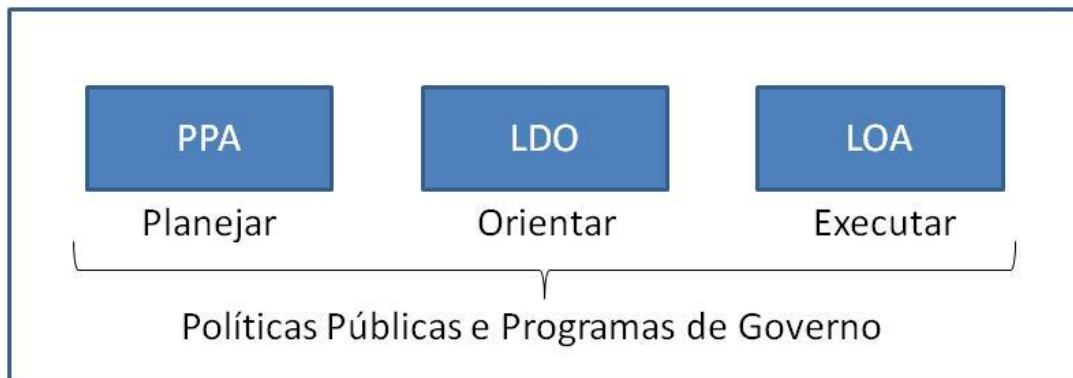 PPA LDO LOA
Planejar Orientar Executar
Políticas Públicas e Programas de Governo